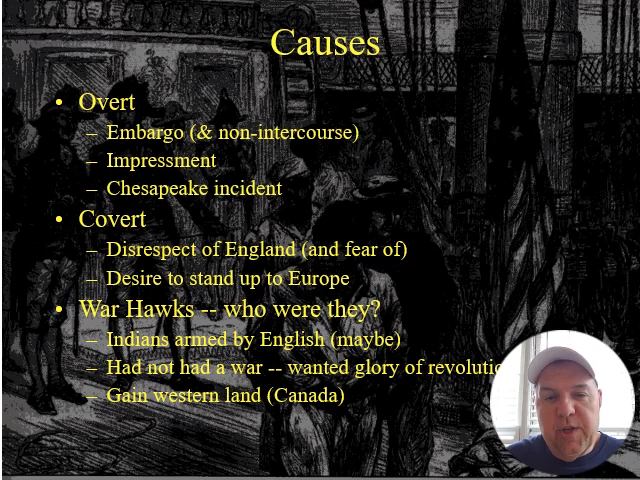 Causes
• Overt
– Embargo (& non-intercourse)
– Impressment
– Chesapeake incident
• Covert
– Disrespect of England (and fear of)
– Desire to stand up to Europe
• War Hawks -- who were they?
– Indians armed by English (maybe)
– Had not had a war -- wanted glory of
– Gain western land (Canada)